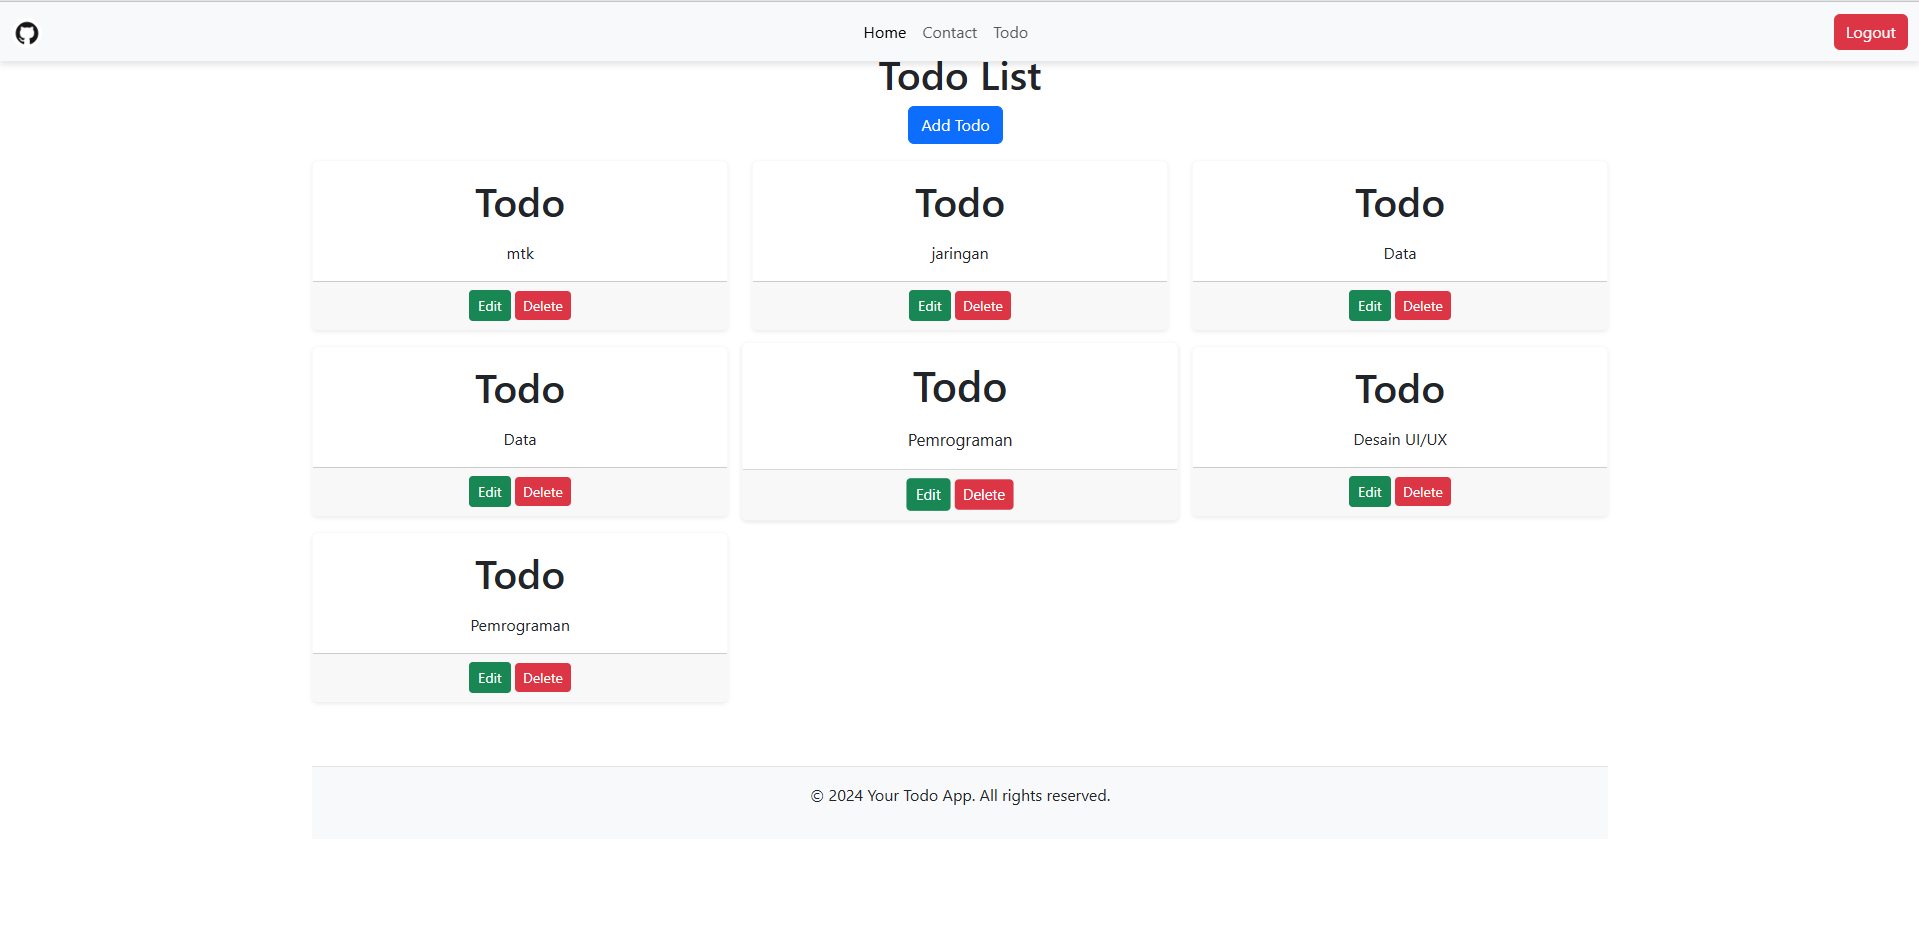 Home Contact Todo Logout
Todo List
Add Todo
Todo Todo Todo
mtk jaringan Data
Edit Delete Edit Delete Edit Delete
Todo Todo Todo
Data Pemrograman Desain UI/UX
Edit Delete Edit Delete Edit Delete
Todo
Pemrograman
Edit Delete
© 2024 Your Todo App. All rights reserved.